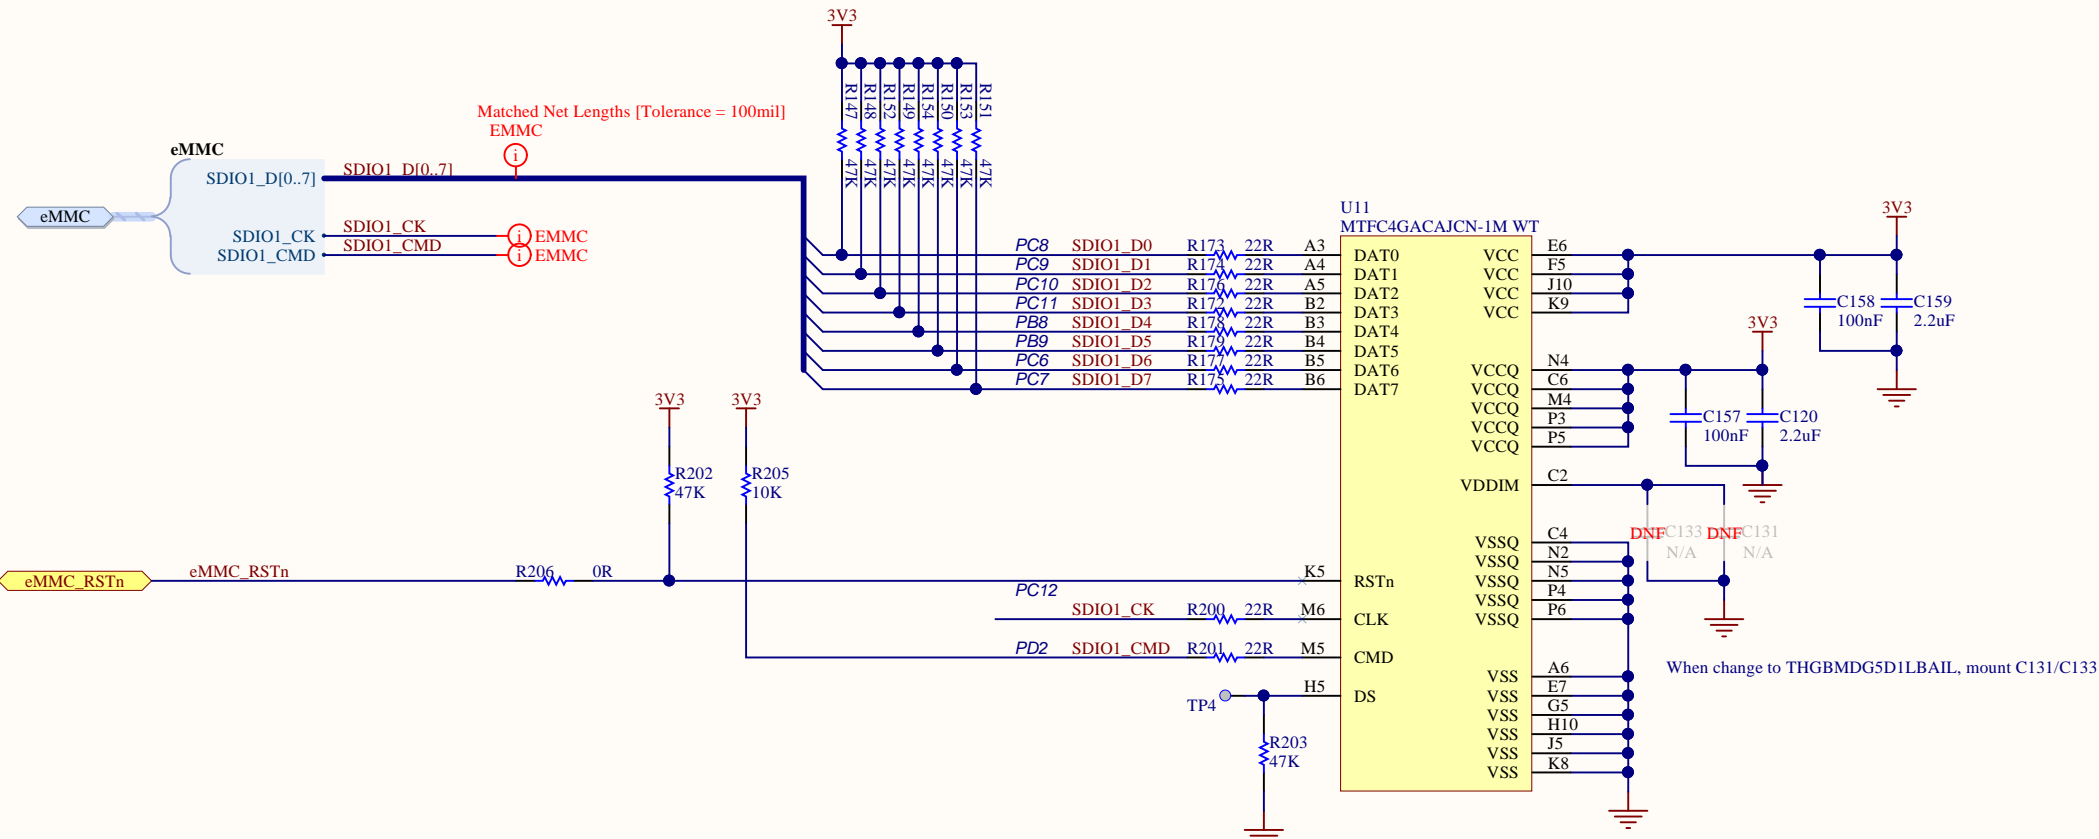 3V3
R147
R148
R152
R149
R154
R150
R153
R151
47K
47K
47K
47K
47K
47K
47K
47K
Matched Net Lengths [Tolerance = 100mil]
EMMC
i
eMMC
SDIO1_D[0..7]
SDIO1_D[0..7]
eMMC
SDIO1_CK
SDIO1_CK
i EMMC
SDIO1_CMD
SDIO1_CMD
i EMMC
U11
MTFC4GACAJCN-1M WT
PC8 SDIO1_D0 R173 22R A3 DAT0
PC9 SDIO1_D1 R174 22R A4 DAT1
PC10 SDIO1_D2 R176 22R A5 DAT2
PC11 SDIO1_D3 R172 22R B2 DAT3
PB8 SDIO1_D4 R178 22R B3 DAT4
PB9 SDIO1_D5 R179 22R B4 DAT5
PC6 SDIO1_D6 R177 22R B5 DAT6
PC7 SDIO1_D7 R175 22R B6 DAT7
VCC E6
VCC F5
VCC J10
VCC K9
3V3
C158
100nF
C159
2.2uF
3V3
VCCQ N4
VCCQ C6
VCCQ M4
VCCQ P3
VCCQ P5
C157
100nF
C120
2.2uF
VDDIM C2
DNF C133
N/A
DNF C131
N/A
VSSQ C4
VSSQ N2
VSSQ N5
VSSQ P4
VSSQ P6
When change to THGBMDG5D1LBAIL, mount C131/C133
VSS A6
VSS E7
VSS G5
VSS H10
VSS J5
VSS K8
3V3
R202
47K
3V3
R205
10K
eMMC_RSTn
eMMC_RSTn
R206 0R
K5 RSTn
PC12
SDIO1_CK R200 22R M6 CLK
PD2 SDIO1_CMD R201 22R M5 CMD
TP4
H5 DS
R203
47K